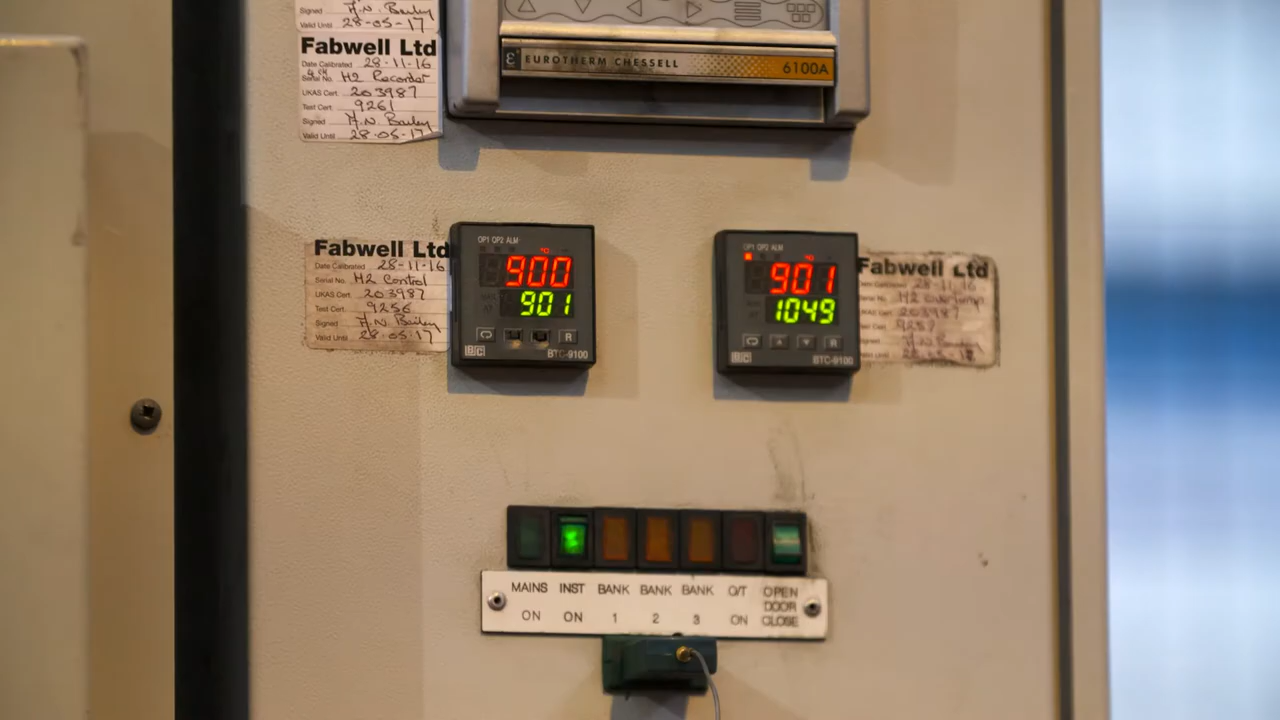 Signed A.N. Bailey
Valid Until 28-05-17
Fabwell Ltd
Date Calibrated 28-11-16
Serial No. H2 Recorder
UKAS Cert. 203987
Test Cert. 9261
Signed A.N. Bailey
Valid Until 28-05-17
EUROTHERM CHESSELL 6100A
Fabwell Ltd
Date Calibrated 28-11-16
Serial No. H2 Control
UKAS Cert. 203987
Test Cert. 9256
Signed A.N. Bailey
Valid Until 28-05-17
OP1 OP2 ALM
°C
900
901
R
BTC-9100
OP1 OP2 ALM
°C
901
1049
R
BTC-9100
Fabwell Ltd
28-11-16
No. H2 Overtemp
Cert. 203987
Cert. 9257
A.N. Bailey
MAINS ON
INST ON
BANK 1
BANK 2
BANK 3
O/T ON
OPEN DOOR CLOSE